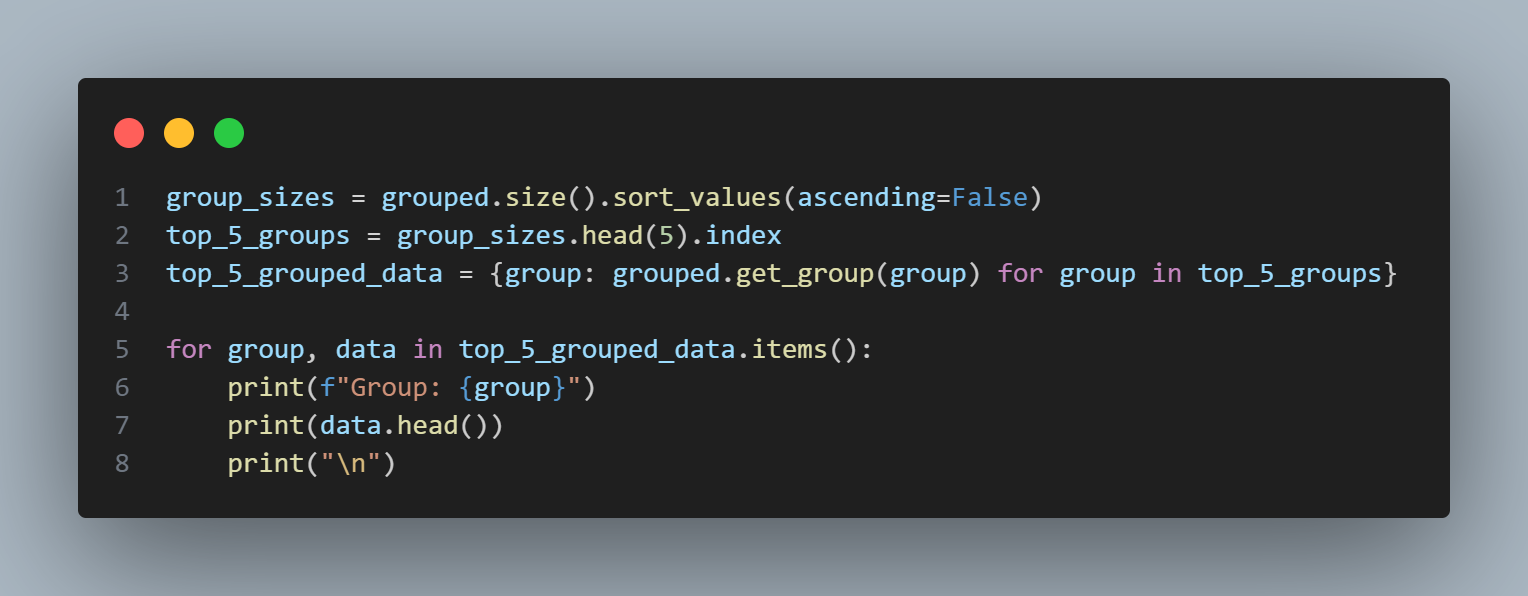 1 group_sizes = grouped.size().sort_values(ascending=False)
2 top_5_groups = group_sizes.head(5).index
3 top_5_grouped_data = {group: grouped.get_group(group) for group in top_5_groups}
4
5 for group, data in top_5_grouped_data.items():
6     print(f"Group: {group}")
7     print(data.head())
8     print("\n")